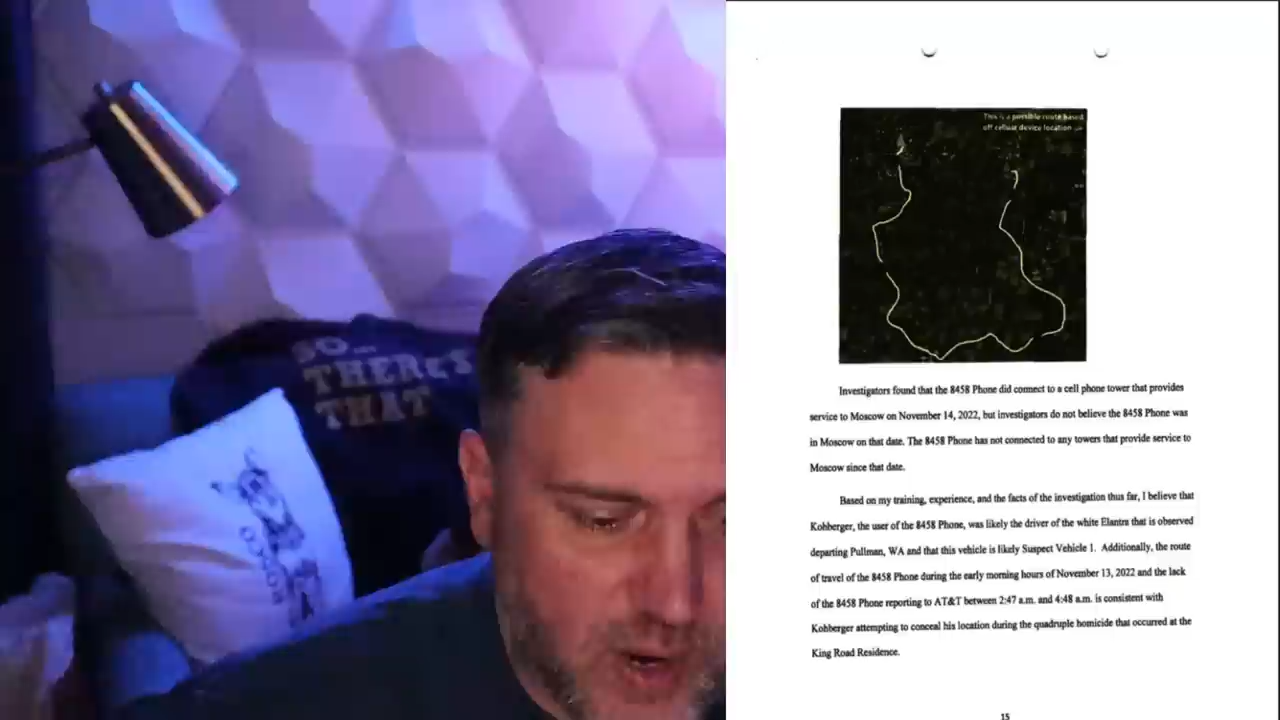 SO...
THERE'S
THAT
This is a possible route based
off cellular device location
Investigators found that the 8458 Phone did connect to a cell phone tower that provides
service to Moscow on November 14, 2022, but investigators do not believe the 8458 Phone was
in Moscow on that date. The 8458 Phone has not connected to any towers that provide service to
Moscow since that date.
Based on my training, experience, and the facts of the investigation thus far, I believe that
Kohberger, the user of the 8458 Phone, was likely the driver of the white Elantra that is observed
departing Pullman, WA and that this vehicle is likely Suspect Vehicle 1. Additionally, the route
of travel of the 8458 Phone during the early morning hours of November 13, 2022 and the lack
of the 8458 Phone reporting to AT&T between 2:47 a.m. and 4:48 a.m. is consistent with
Kohberger attempting to conceal his location during the quadruple homicide that occurred at the
King Road Residence.
15